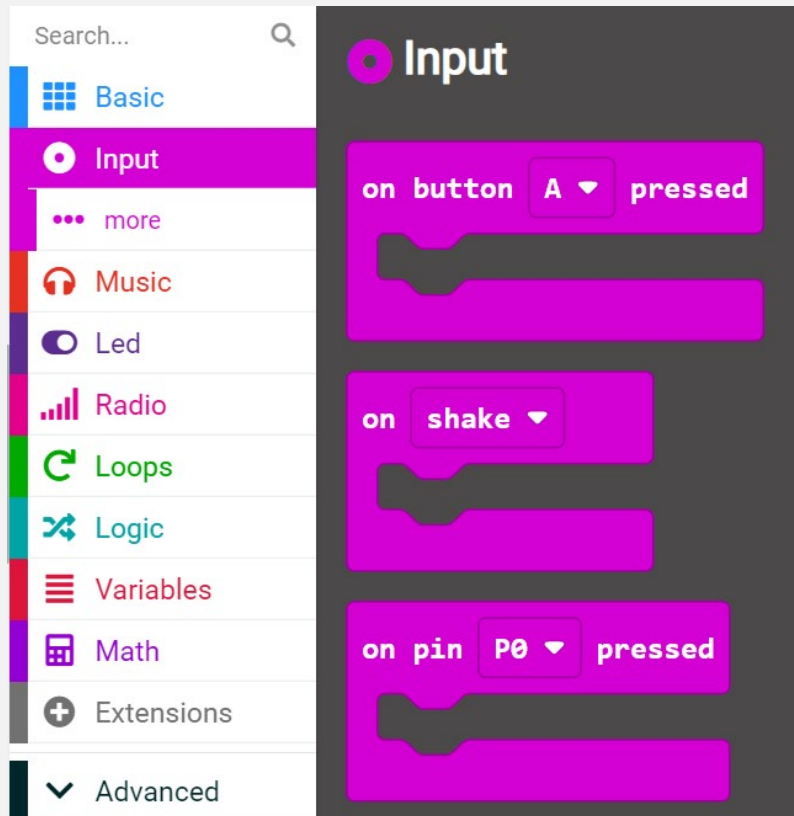 Search...
Basic
Input
more
Music
Led
Radio
Loops
Logic
Variables
Math
Extensions
Advanced
Input
on button A pressed
on shake
on pin P0 pressed